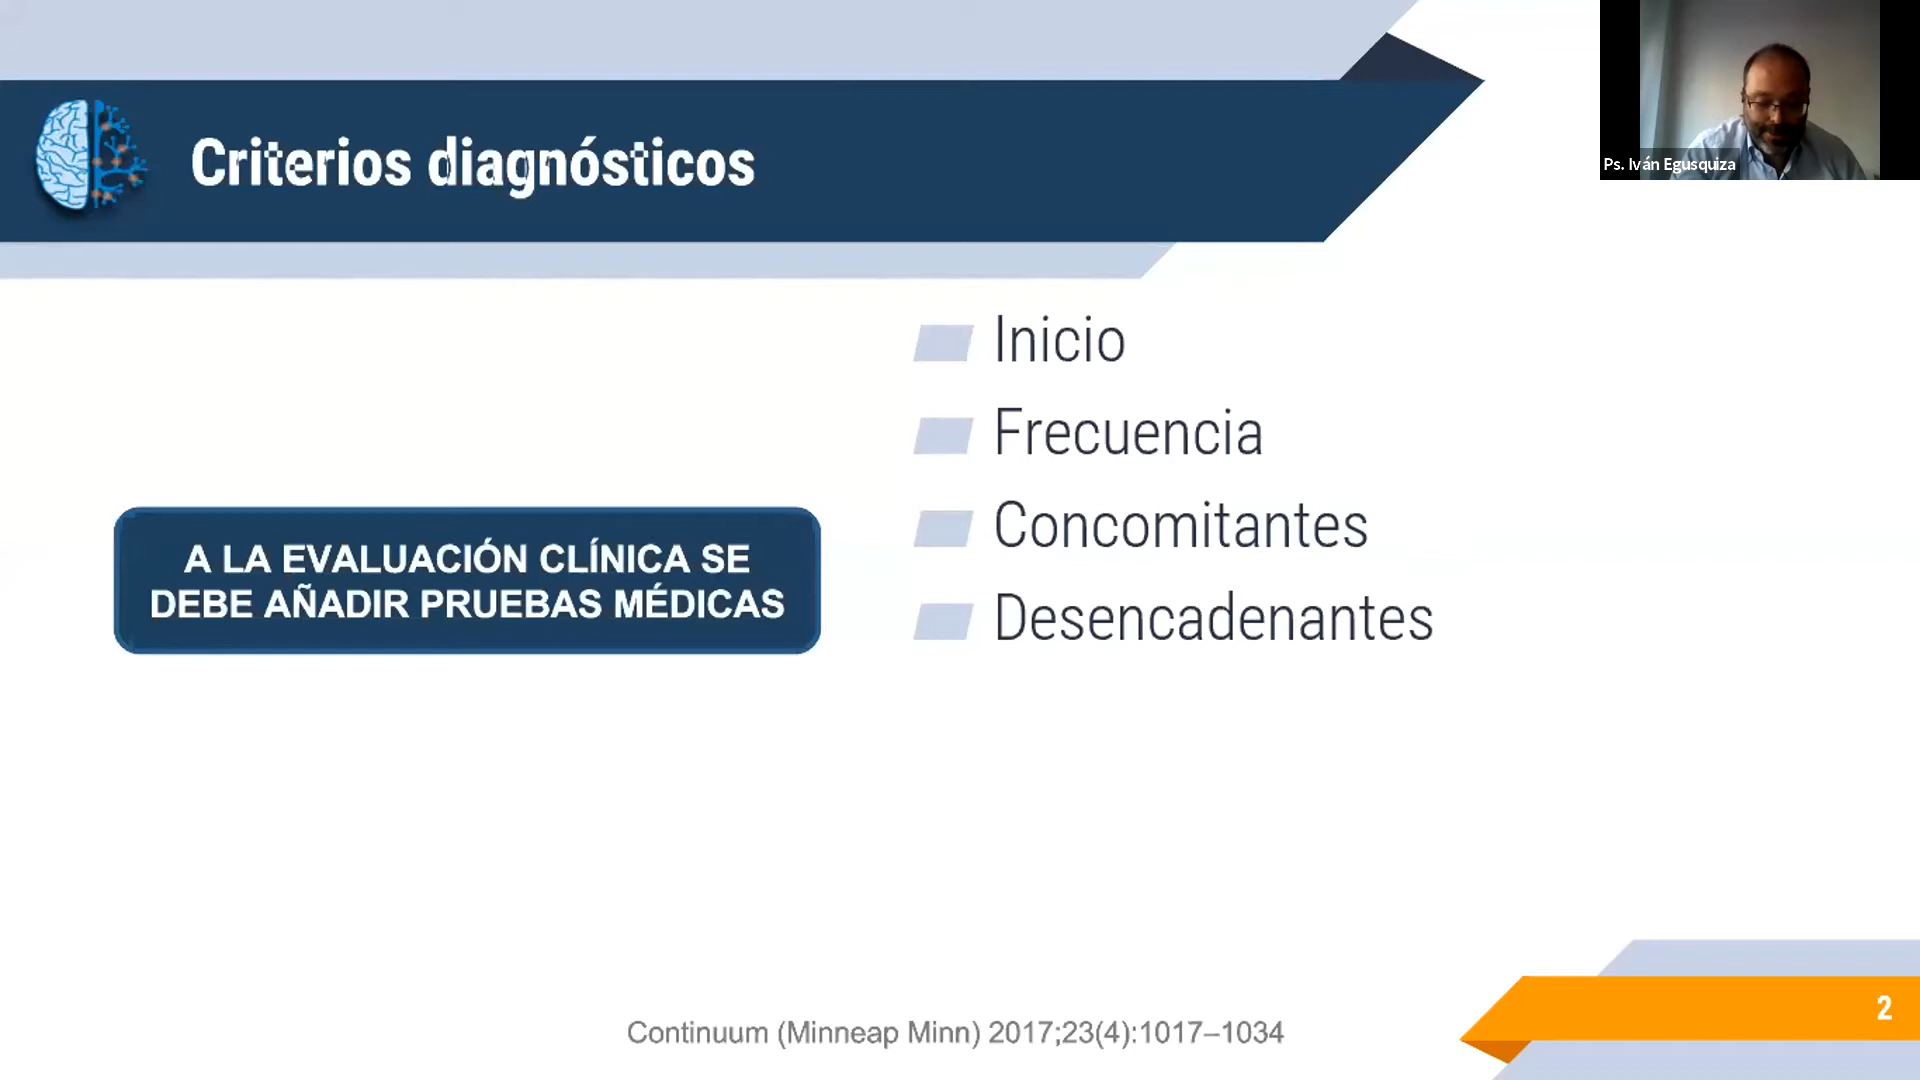 Criterios diagnósticos
Ps. Iván Egusquiza
A LA EVALUACIÓN CLÍNICA SE
DEBE AÑADIR PRUEBAS MÉDICAS
Inicio
Frecuencia
Concomitantes
Desencadenantes
Continuum (Minneap Minn) 2017;23(4):1017–1034
2